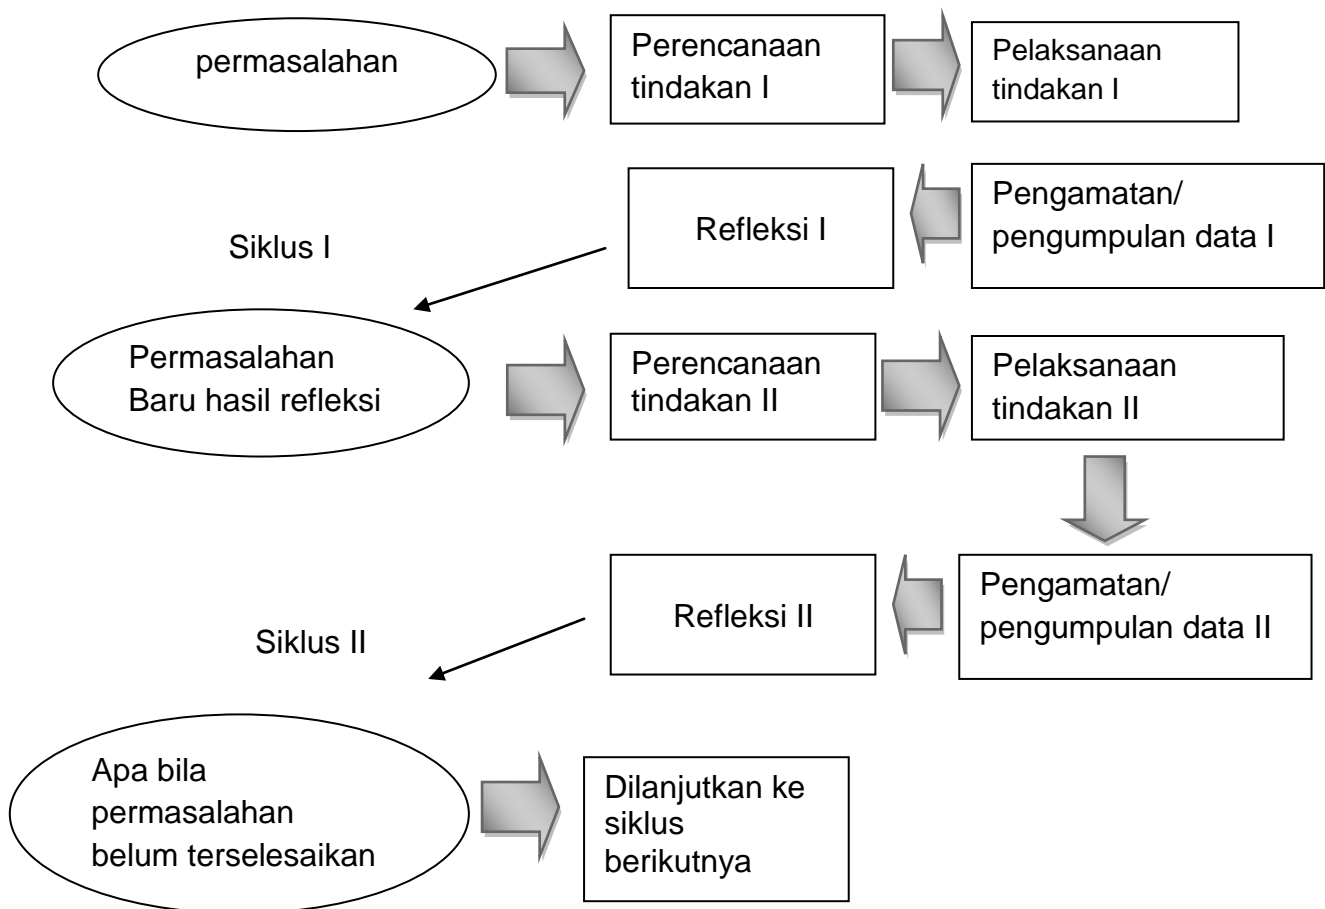 permasalahan
Perencanaan
tindakan I
Pelaksanaan
tindakan I
Siklus I
Refleksi I
Pengamatan/
pengumpulan data I
Permasalahan
Baru hasil refleksi
Perencanaan
tindakan II
Pelaksanaan
tindakan II
Siklus II
Refleksi II
Pengamatan/
pengumpulan data II
Apa bila
permasalahan
belum terselesaikan
Dilanjutkan ke
siklus
berikutnya